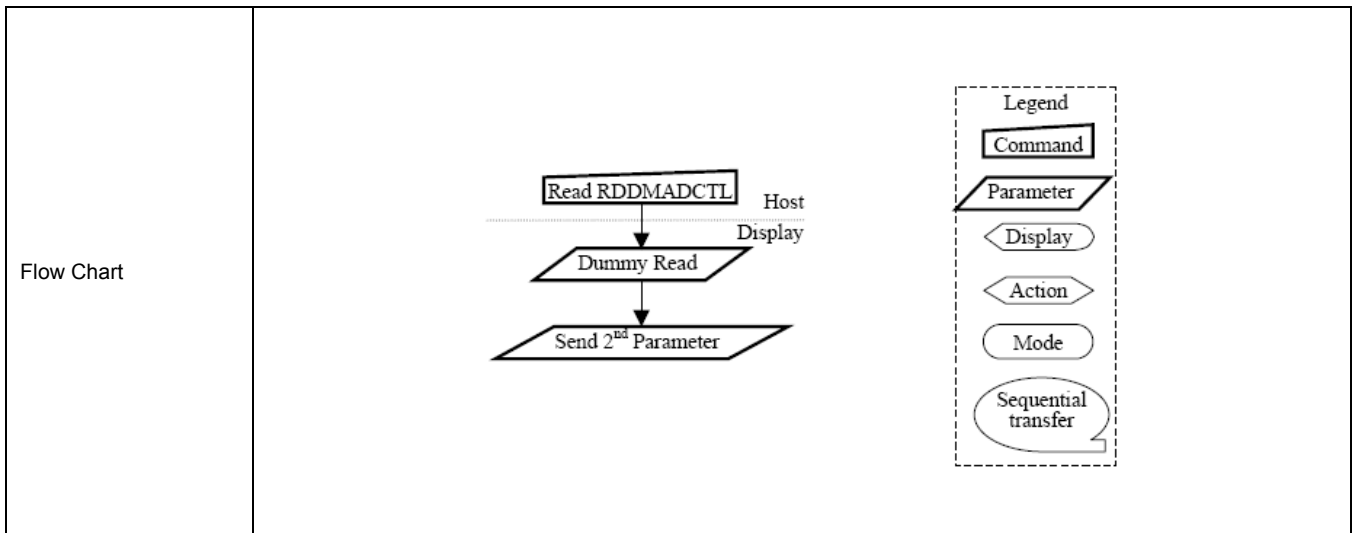 Flow Chart
Read RDDMADCTL
Host
Display
Dummy Read
Send 2nd Parameter
Legend
Command
Parameter
Display
Action
Mode
Sequential
transfer